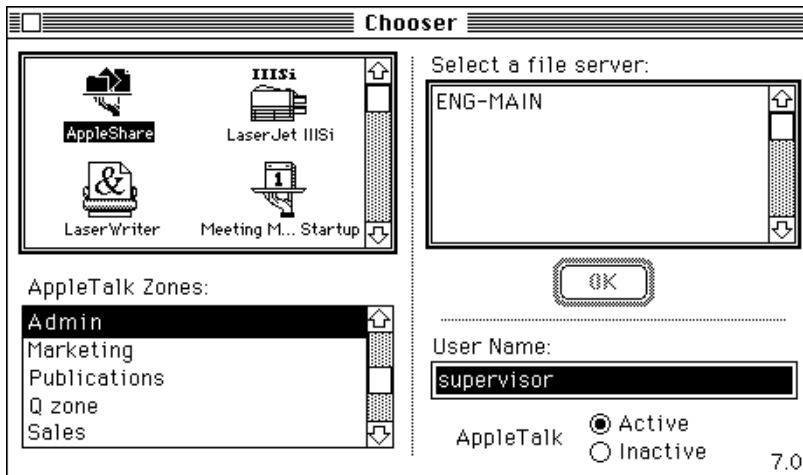 Chooser
IIISi
AppleShare
LaserJet IIISi
&
1
LaserWriter
Meeting M... Startup
AppleTalk Zones:
Admin
Marketing
Publications
Q zone
Sales
Select a file server:
ENG-MAIN
OK
User Name:
supervisor
AppleTalk
Active
Inactive
7.0